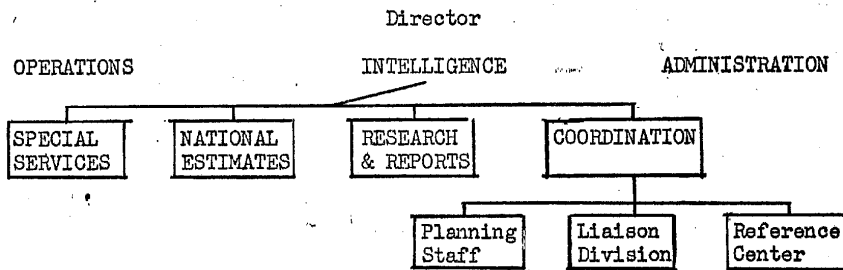 Director
OPERATIONS INTELLIGENCE ADMINISTRATION
SPECIAL SERVICES
NATIONAL ESTIMATES
RESEARCH & REPORTS
COORDINATION
Planning Staff
Liaison Division
Reference Center